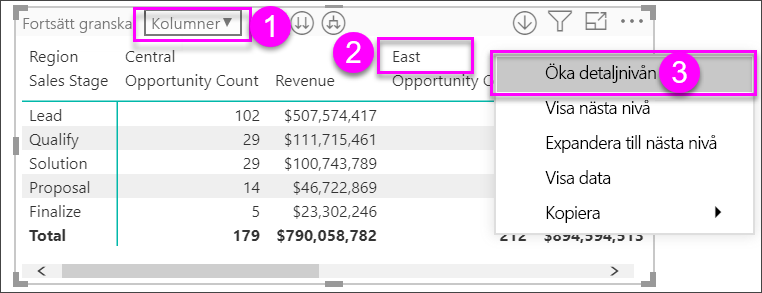 Fortsätt granska Kolumner 1
Region Central 2 East
Sales Stage Opportunity Count Revenue Opportunity
Lead 102 $507,574,417
Qualify 29 $111,715,461
Solution 29 $100,743,789
Proposal 14 $46,722,869
Finalize 5 $23,302,246
Total 179 $790,058,782 212 $894,594,513
Öka detaljnivån 3
Visa nästa nivå
Expandera till nästa nivå
Visa data
Kopiera